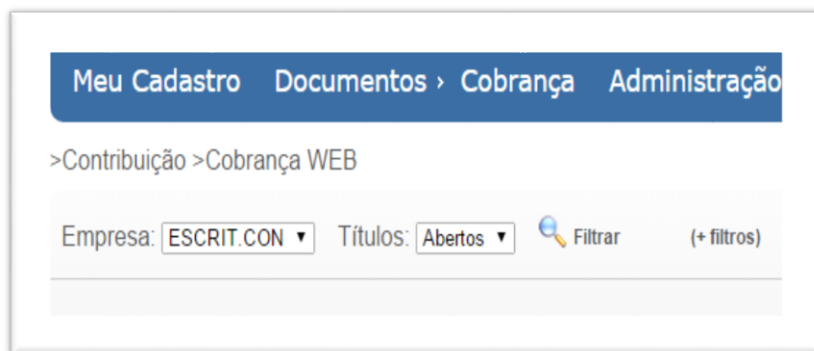 Meu Cadastro Documentos › Cobrança Administração
>Contribuição >Cobrança WEB
Empresa: ESCRIT.CON ▼ Títulos: Abertos ▼ Filtrar (+ filtros)